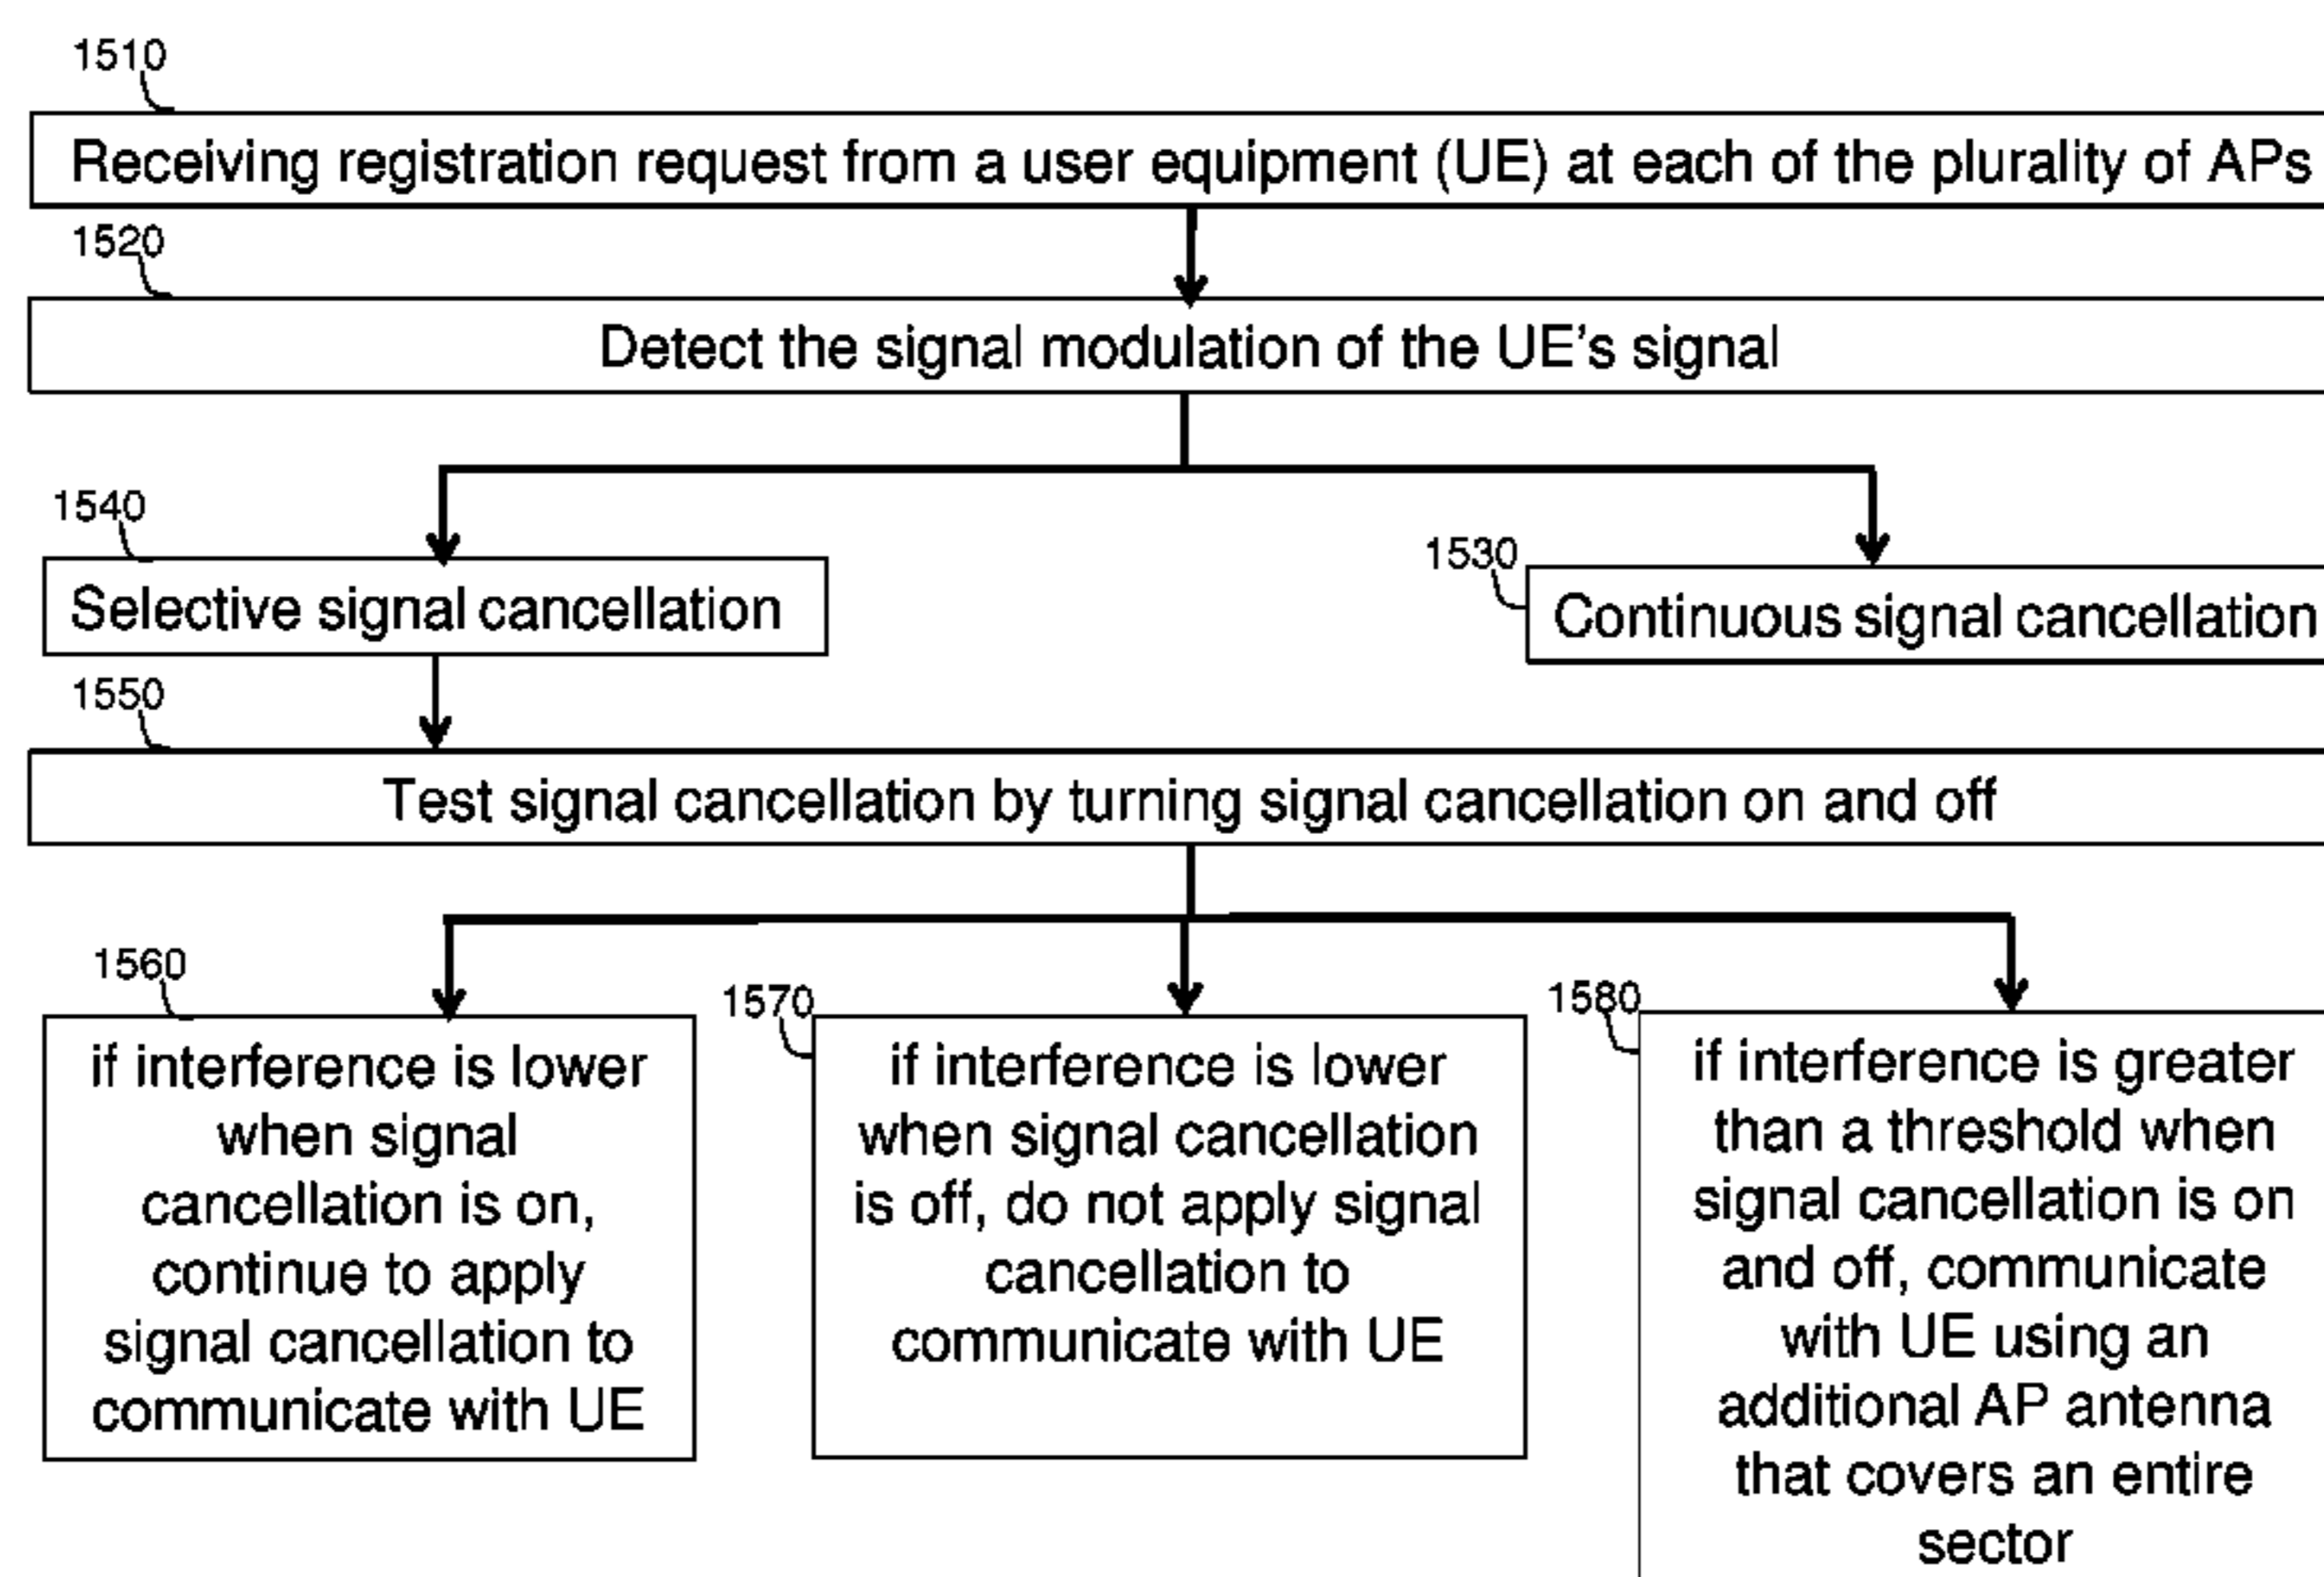 1510
Receiving registration request from a user equipment (UE) at each of the plurality of APs
1520
Detect the signal modulation of the UE's signal
1540
Selective signal cancellation
1530
Continuous signal cancellation
1550
Test signal cancellation by turning signal cancellation on and off
1560
if interference is lower
when signal
cancellation is on,
continue to apply
signal cancellation to
communicate with UE
1570
if interference is lower
when signal cancellation
is off, do not apply signal
cancellation to
communicate with UE
1580
if interference is greater
than a threshold when
signal cancellation is on
and off, communicate
with UE using an
additional AP antenna
that covers an entire
sector